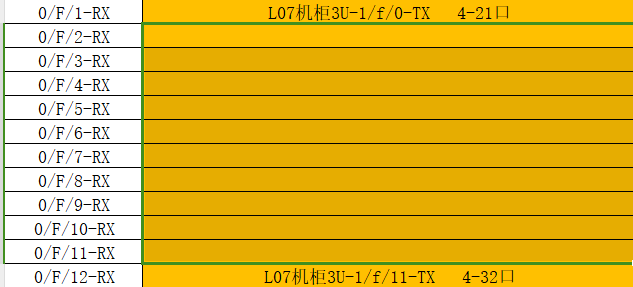 0/F/1-RX L07机柜3U-1/f/0-TX 4-21口
0/F/2-RX
0/F/3-RX
0/F/4-RX
0/F/5-RX
0/F/6-RX
0/F/7-RX
0/F/8-RX
0/F/9-RX
0/F/10-RX
0/F/11-RX
0/F/12-RX L07机柜3U-1/f/11-TX 4-32口